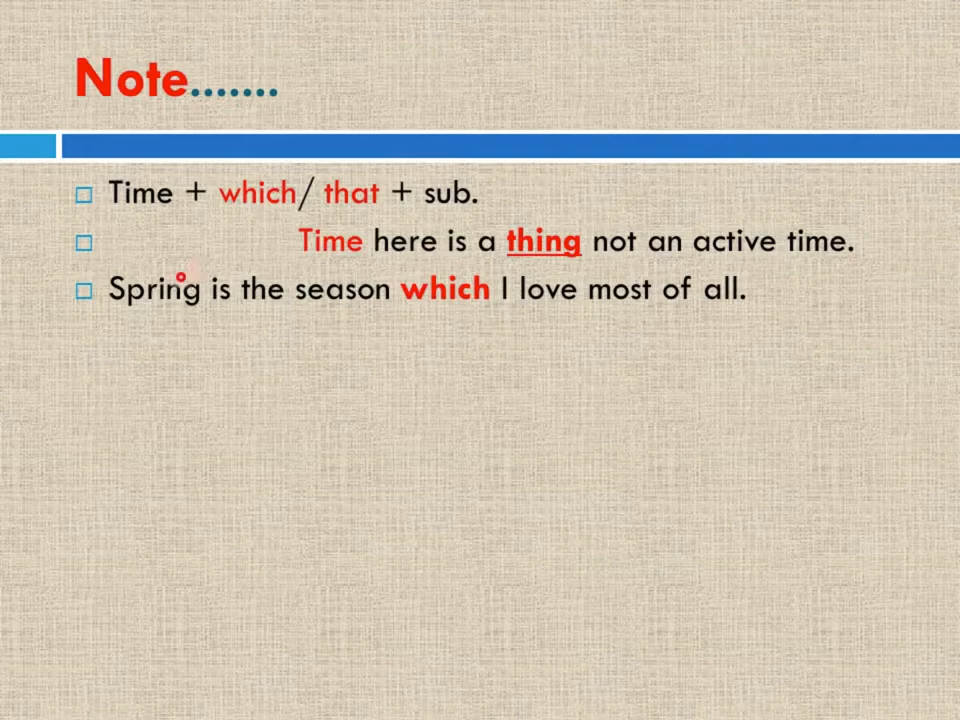 Note.......
Time + which/ that + sub.
Time here is a thing not an active time.
Spring is the season which I love most of all.